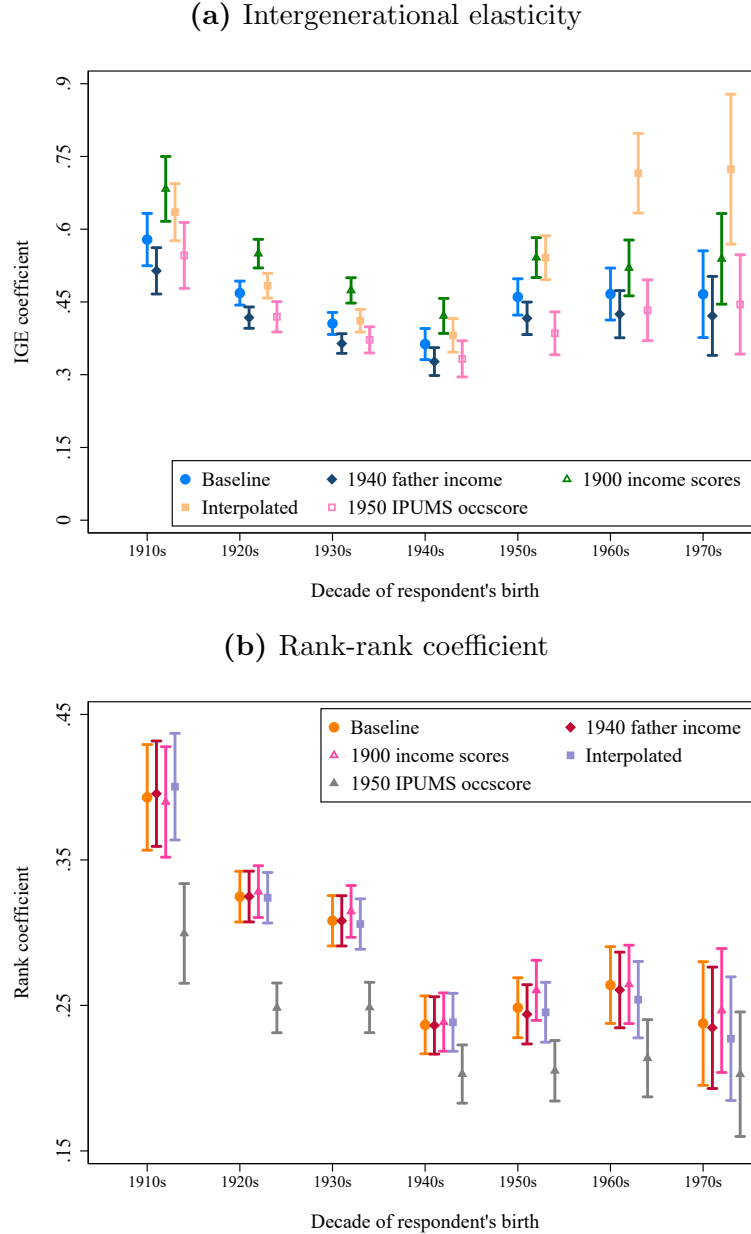 (a) Intergenerational elasticity
.9
.75
.6
.45
.3
.15
0
IGE coefficient
Baseline 1940 father income 1900 income scores
Interpolated 1950 IPUMS occscore
1910s 1920s 1930s 1940s 1950s 1960s 1970s
Decade of respondent's birth
(b) Rank-rank coefficient
.45
.35
.25
.15
Rank coefficient
Baseline 1940 father income
1900 income scores Interpolated
1950 IPUMS occscore
1910s 1920s 1930s 1940s 1950s 1960s 1970s
Decade of respondent's birth